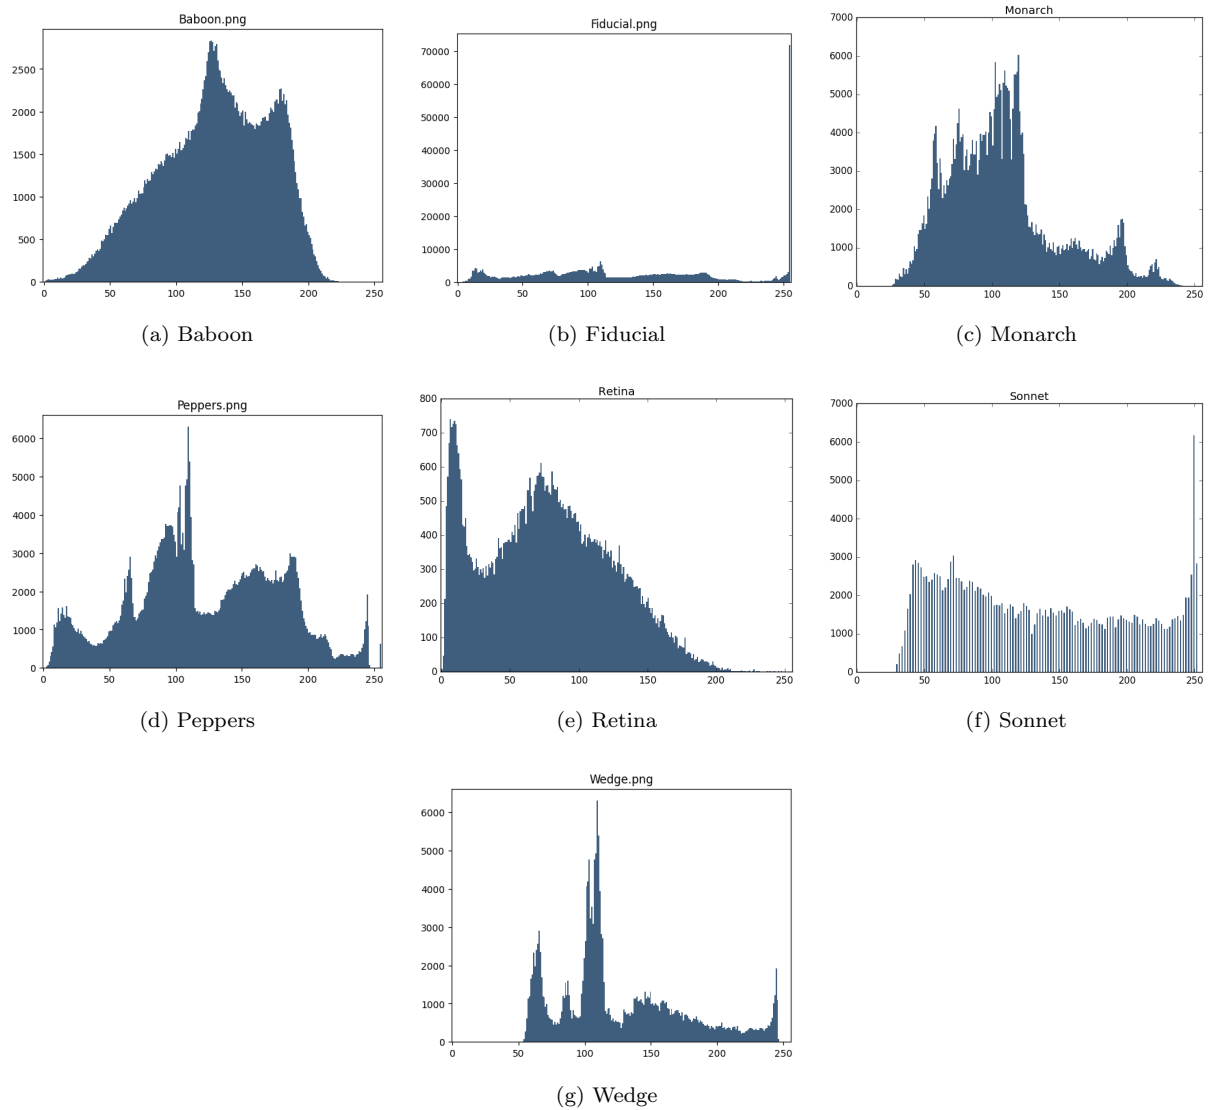 Baboon.png
2500
2000
1500
1000
500
0
0 50 100 150 200 250
(a) Baboon
Fiducial.png
70000
60000
50000
40000
30000
20000
10000
0
0 50 100 150 200 250
(b) Fiducial
Monarch
7000
6000
5000
4000
3000
2000
1000
0
0 50 100 150 200 250
(c) Monarch
Peppers.png
6000
5000
4000
3000
2000
1000
0
0 50 100 150 200 250
(d) Peppers
Retina
800
700
600
500
400
300
200
100
0
0 50 100 150 200 250
(e) Retina
Sonnet
7000
6000
5000
4000
3000
2000
1000
0
0 50 100 150 200 250
(f) Sonnet
Wedge.png
6000
5000
4000
3000
2000
1000
0
0 50 100 150 200 250
(g) Wedge